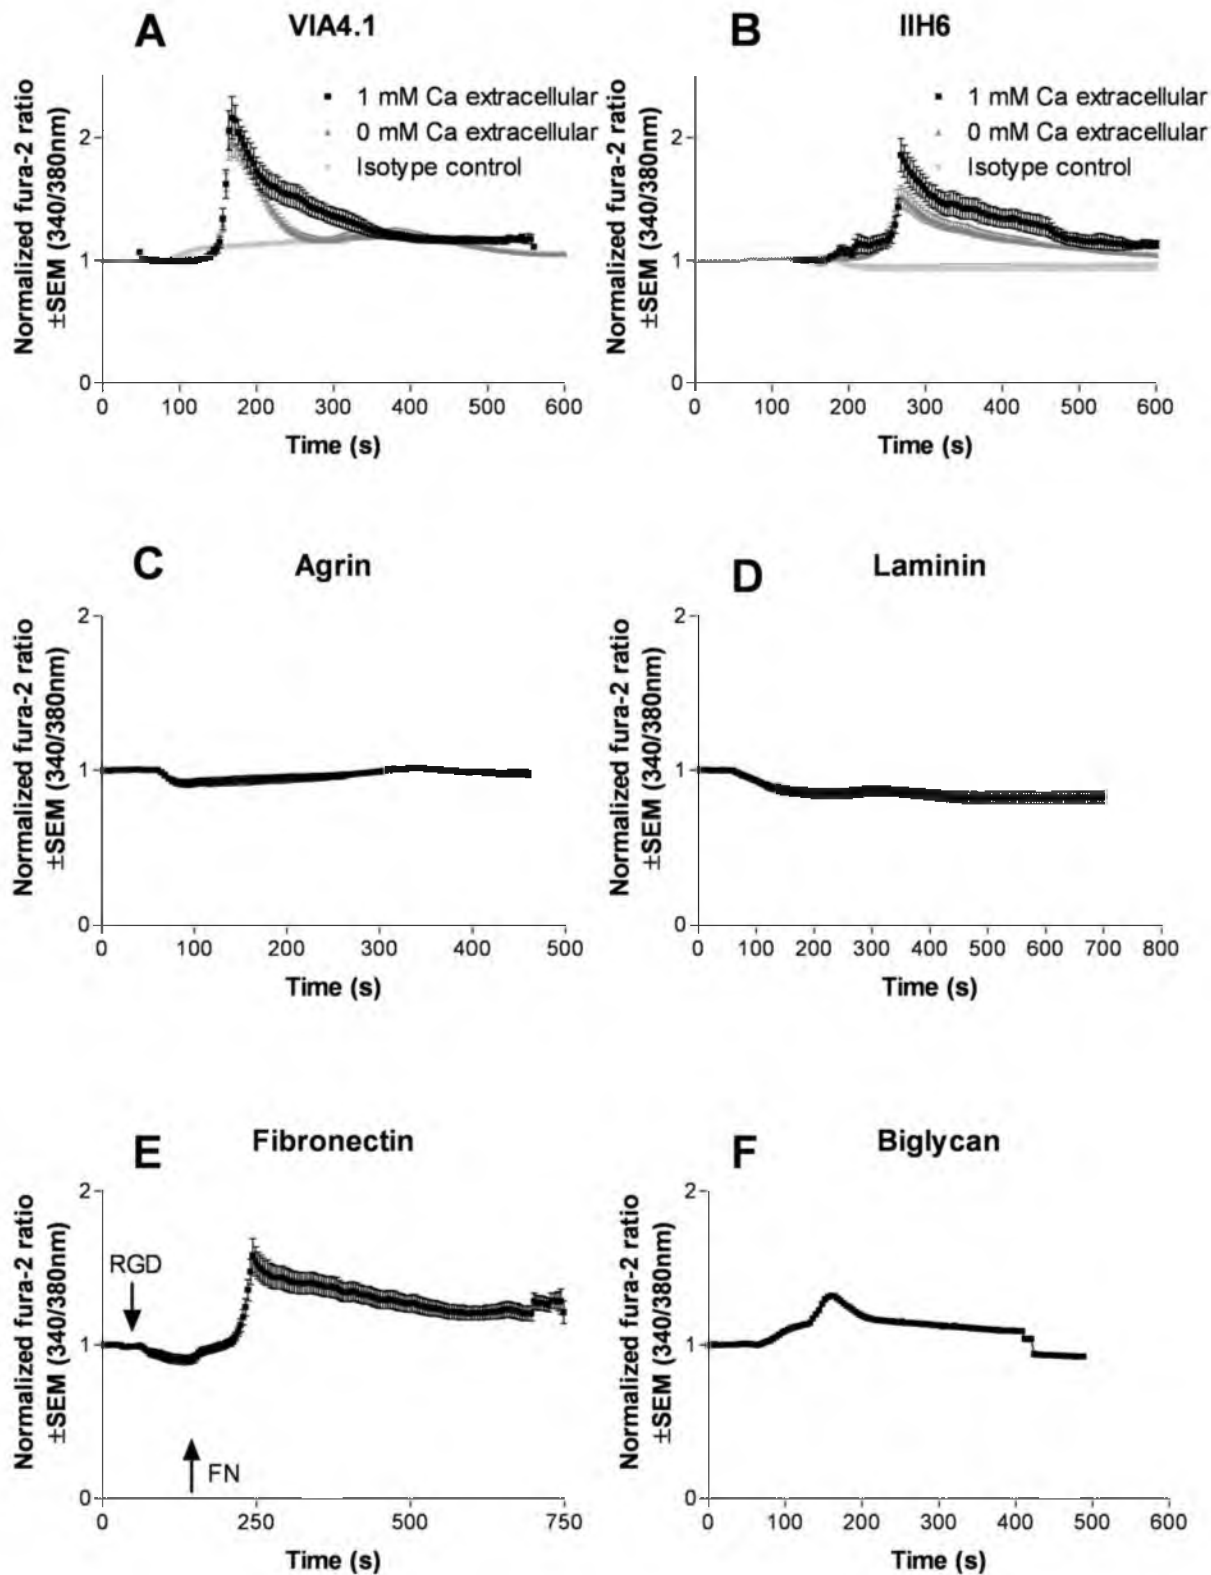 A
VIA4.1
Normalized fura-2 ratio
±SEM (340/380nm)
2
1
0
1 mM Ca extracellular
0 mM Ca extracellular
Isotype control
0 100 200 300 400 500 600
Time (s)
B
IIH6
Normalized fura-2 ratio
±SEM (340/380nm)
2
1
0
1 mM Ca extracellular
0 mM Ca extracellular
Isotype control
0 100 200 300 400 500 600
Time (s)
C
Agrin
Normalized fura-2 ratio
±SEM (340/380nm)
2
1
0
0 100 200 300 400 500
Time (s)
D
Laminin
Normalized fura-2 ratio
±SEM (340/380nm)
2
1
0
0 100 200 300 400 500 600 700 800
Time (s)
E
Fibronectin
Normalized fura-2 ratio
±SEM (340/380nm)
2
1
0
RGD
FN
0 250 500 750
Time (s)
F
Biglycan
Normalized fura-2 ratio
±SEM (340/380nm)
2
1
0
0 100 200 300 400 500 600
Time (s)